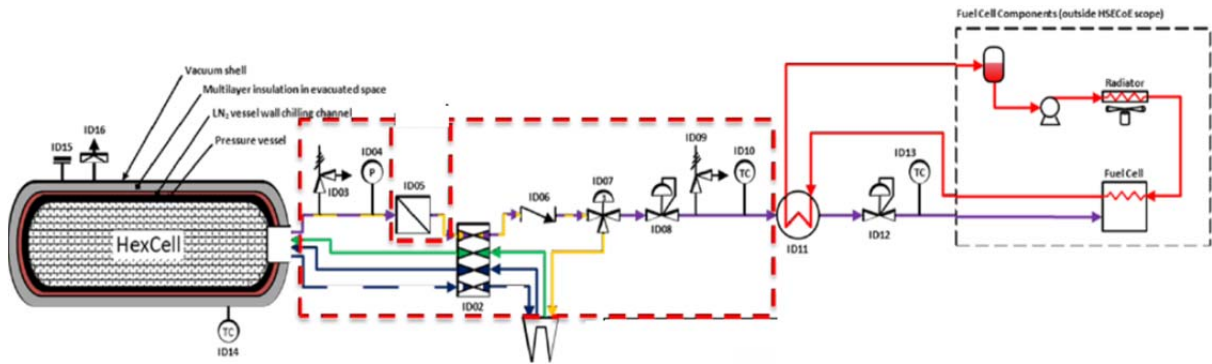 Fuel Cell Components (outside HSECoE scope)
Vacuum shell
Multilayer insulation in evacuated space
LN2 vessel wall chilling channel
Pressure vessel
Radiator
ID16
ID15
ID04
P
ID03
ID05
ID09
ID10
TC
ID07
ID06
ID08
ID13
TC
Fuel Cell
HexCell
ID11
ID12
ID02
TC
ID14